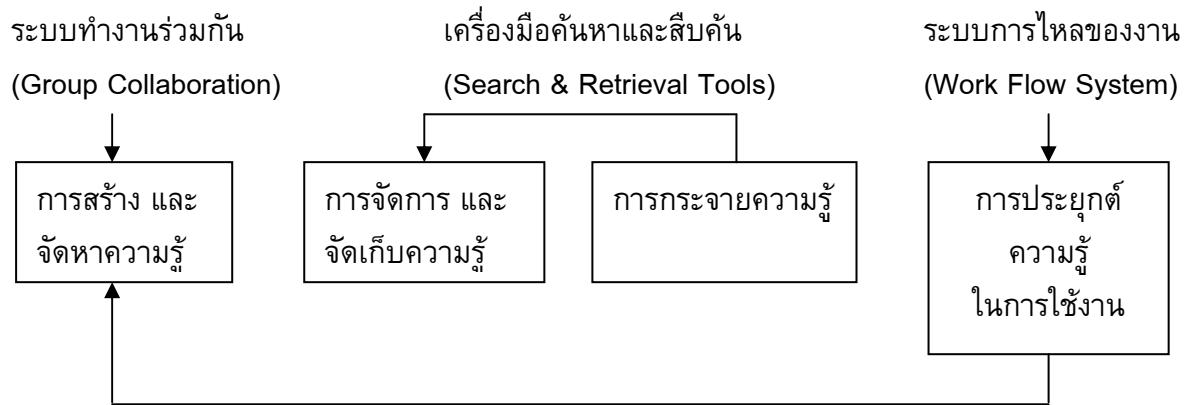 ระบบทำงานร่วมกัน
(Group Collaboration)
เครื่องมือค้นหาและสืบค้น
(Search & Retrieval Tools)
ระบบการไหลของงาน
(Work Flow System)
การสร้าง และ
จัดหาความรู้
การจัดการ และ
จัดเก็บความรู้
การกระจายความรู้
การประยุกต์
ความรู้
ในการใช้งาน